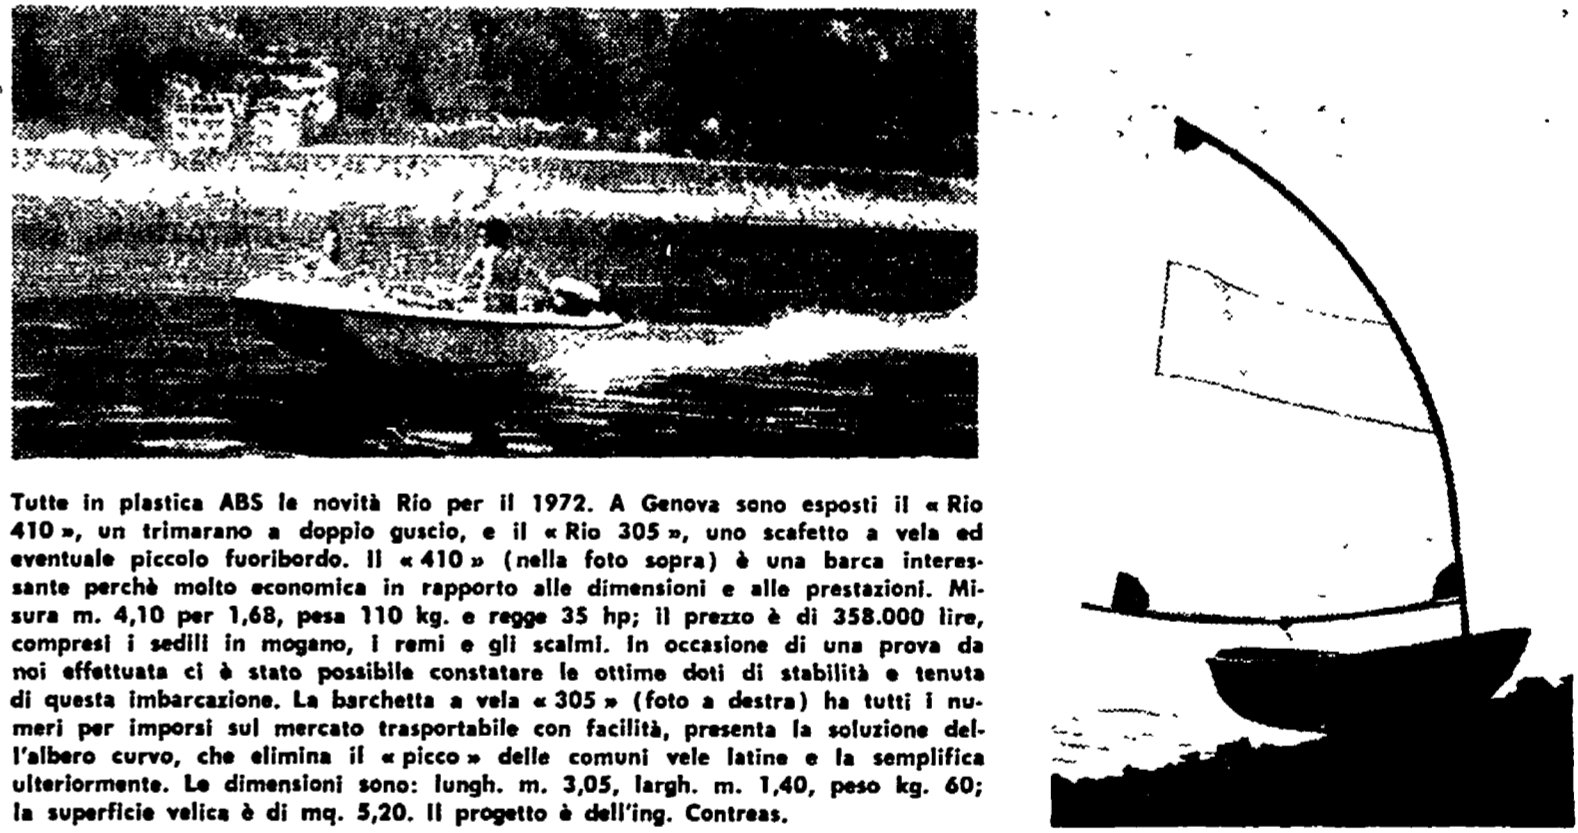 Tutte in plastica ABS le novità Rio per il 1972. A Genova sono esposti il « Rio
410 », un trimarano a doppio guscio, e il « Rio 305 », uno scafetto a vela ed
eventuale piccolo fuoribordo. Il « 410 » (nella foto sopra) è una barca interes-
sante perchè molto economica in rapporto alle dimensioni e alle prestazioni. Mi-
sura m. 4,10 per 1,68, pesa 110 kg. e regge 35 hp; il prezzo è di 358.000 lire,
compresi i sedili in mogano, i remi e gli scalmi. In occasione di una prova da
noi effettuata ci è stato possibile constatare le ottime doti di stabilità e tenuta
di questa imbarcazione. La barchetta a vela « 305 » (foto a destra) ha tutti i nu-
meri per imporsi sul mercato trasportabile con facilità, presenta la soluzione del-
l'albero curvo, che elimina il « picco » delle comuni vele latine e la semplifica
ulteriormente. Le dimensioni sono: lungh. m. 3,05, largh. m. 1,40, peso kg. 60;
la superficie velica è di mq. 5,20. Il progetto è dell'ing. Contreas.